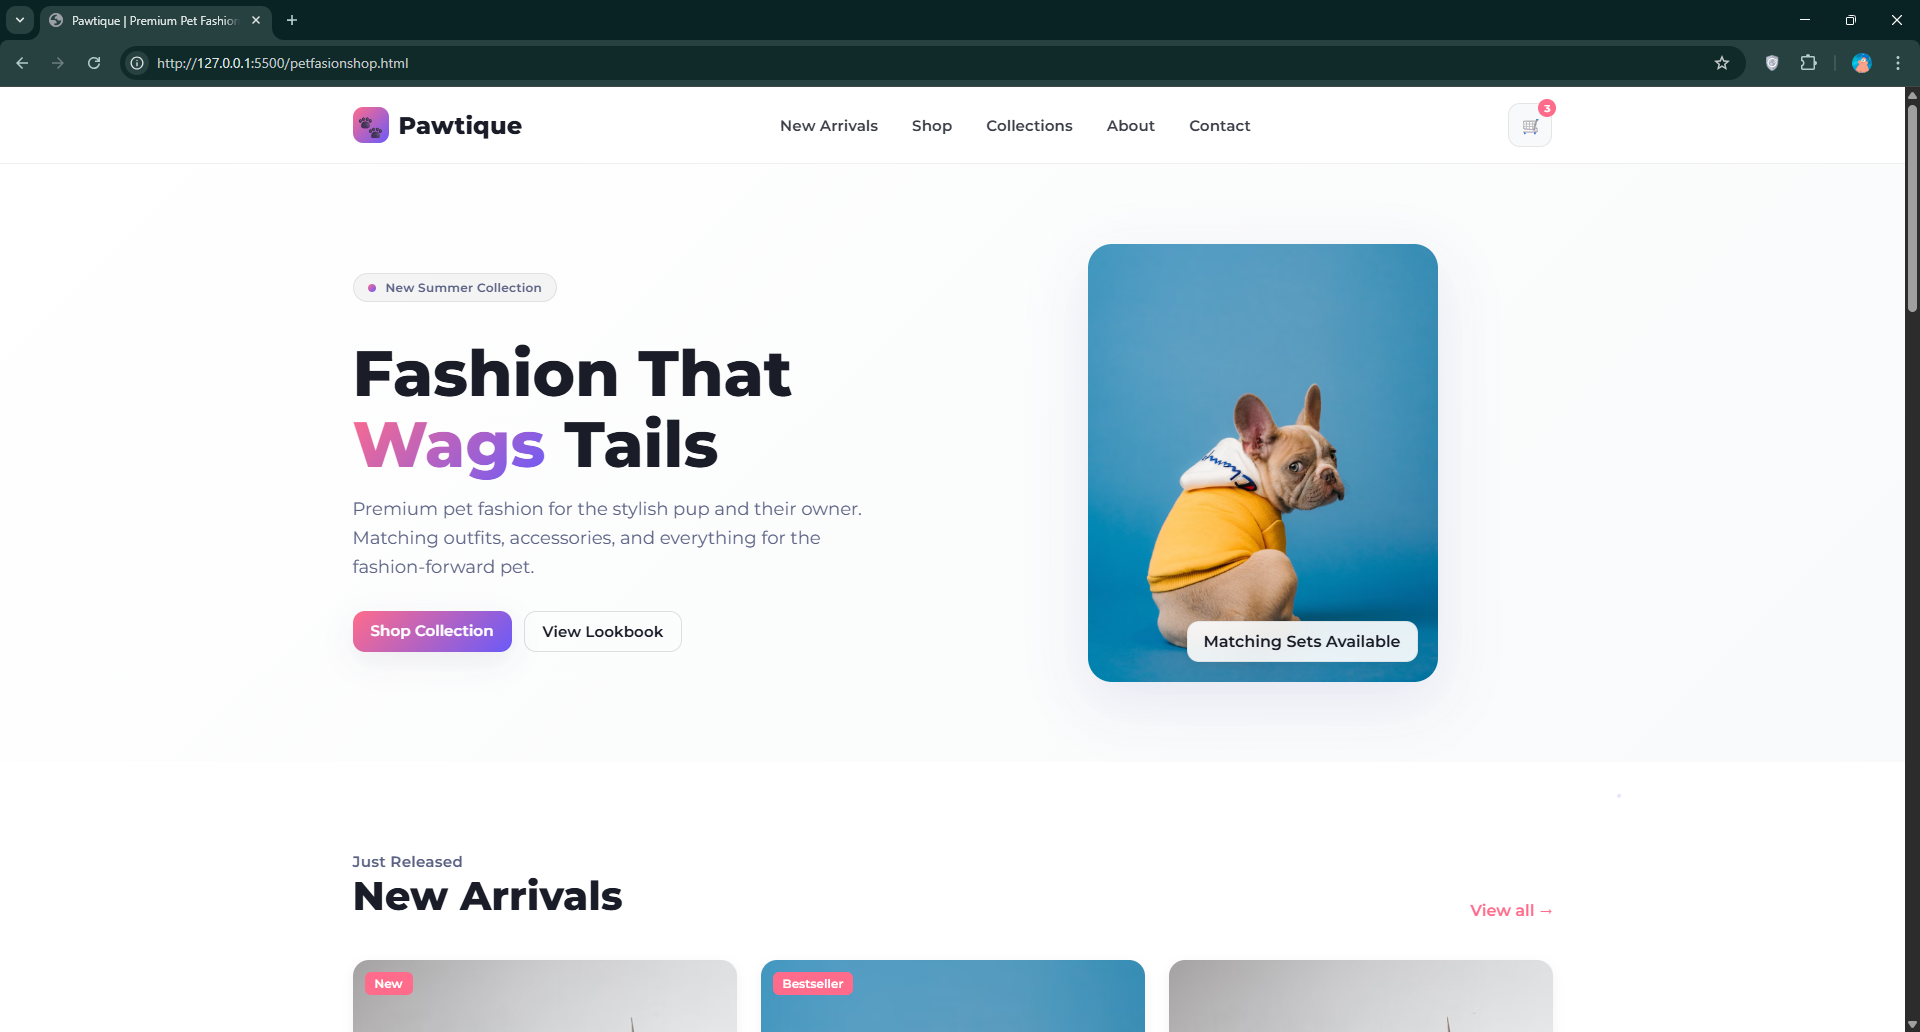 Pawtique | Premium Pet Fashion
http://127.0.0.1:5500/petfasionshop.html
Pawtique
New Arrivals
Shop
Collections
About
Contact
3
New Summer Collection
Fashion That
Wags Tails
Premium pet fashion for the stylish pup and their owner.
Matching outfits, accessories, and everything for the
fashion-forward pet.
Shop Collection
View Lookbook
Champion
Matching Sets Available
Just Released
New Arrivals
View all →
New
Bestseller